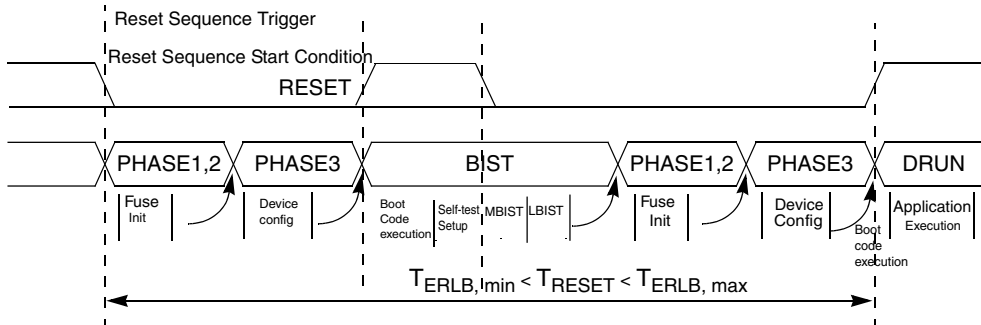 Reset Sequence Trigger
Reset Sequence Start Condition
RESET
PHASE1,2
PHASE3
BIST
PHASE1,2
PHASE3
DRUN
Fuse
Init
Device
config
Boot
Code
execution
Self-test
Setup
MBIST
LBIST
Fuse
Init
Device
Config
Boot
code
execution
Application
Execution
TERLB, min < TRESET < TERLB, max